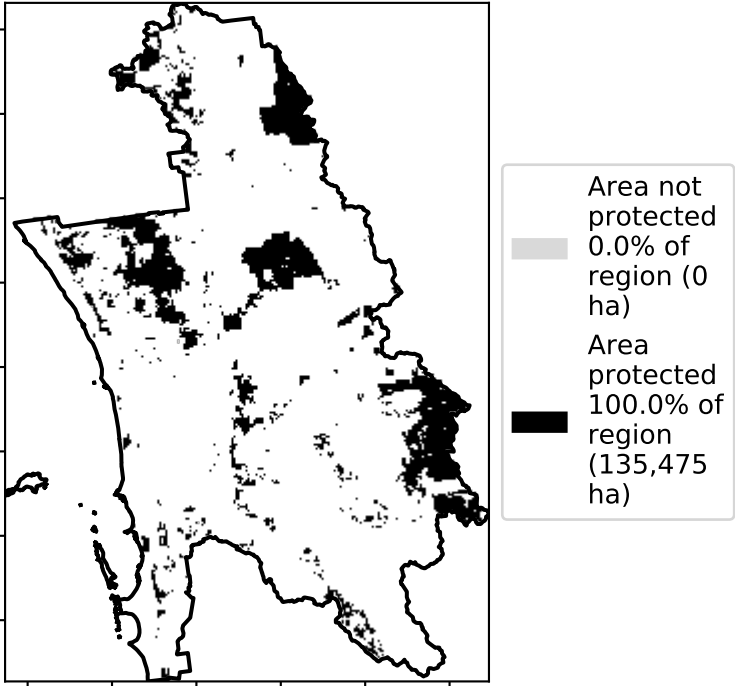 Area not
protected
0.0% of
region (0
ha)
Area
protected
100.0% of
region
(135,475
ha)